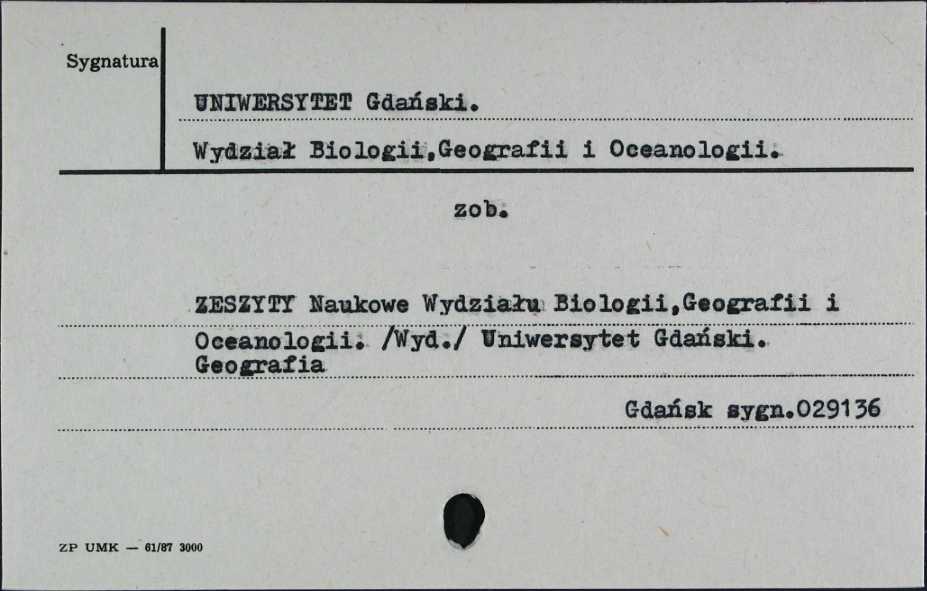 Sygnatura
UNIWERSYTET Gdański.
Wydział Biologii,Geografii i Oceanologii.
zob.
ZESZYTY Naukowe Wydziału Biologii,Geografii i
Oceanologii. /Wyd./ Uniwersytet Gdański.
Geografia
Gdańsk sygn.029136
ZP UMK — 61/87 3000